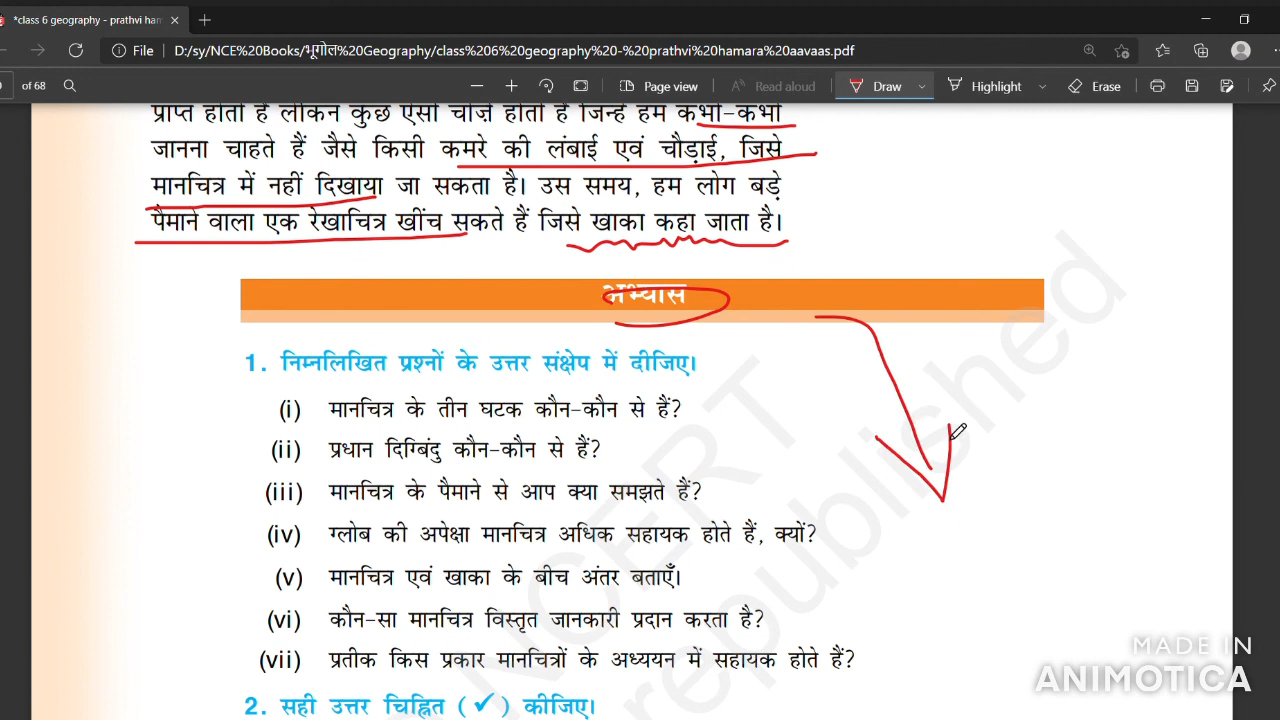 *class 6 geography - prathvi ham
File D:/sy/NCE%20Books/भूगोल%20Geography/class%206%20geography%20-%20prathvi%20hamara%20aavaas.pdf
of 68 Page view Read aloud Draw Highlight Erase
प्राप्त होती है लेकिन कुछ ऐसी चीज़ें होती हैं जिन्हें हम कभी-कभी
जानना चाहते हैं जैसे किसी कमरे की लंबाई एवं चौड़ाई, जिसे
मानचित्र में नहीं दिखाया जा सकता है। उस समय, हम लोग बड़े
पैमाने वाला एक रेखाचित्र खींच सकते हैं जिसे खाका कहा जाता है।
अभ्यास
1. निम्नलिखित प्रश्नों के उत्तर संक्षेप में दीजिए।
(i) मानचित्र के तीन घटक कौन-कौन से हैं?
(ii) प्रधान दिग्बिंदु कौन-कौन से हैं?
(iii) मानचित्र के पैमाने से आप क्या समझते हैं?
(iv) ग्लोब की अपेक्षा मानचित्र अधिक सहायक होते हैं, क्यों?
(v) मानचित्र एवं खाका के बीच अंतर बताएँ।
(vi) कौन-सा मानचित्र विस्तृत जानकारी प्रदान करता है?
(vii) प्रतीक किस प्रकार मानचित्रों के अध्ययन में सहायक होते हैं?
2. सही उत्तर चिह्नित (✓) कीजिए।
NCERT
republished
MADE IN
ANIMOTICA